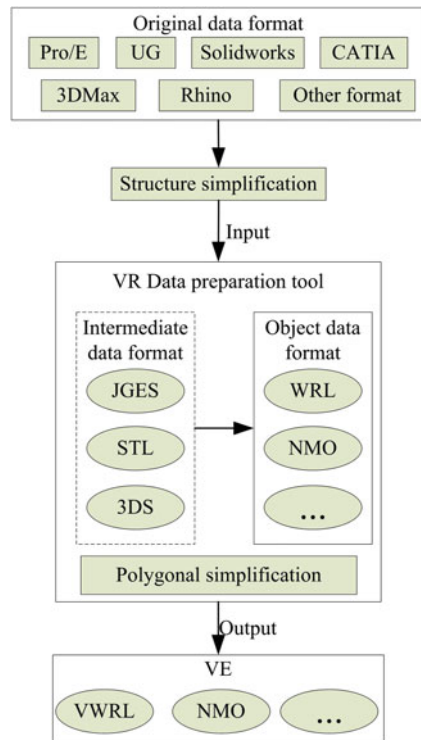 Original data format
Pro/E UG Solidworks CATIA
3DMax Rhino Other format
Structure simplification
Input
VR Data preparation tool
Intermediate
data format
JGES
STL
3DS
Object data
format
WRL
NMO
...
Polygonal simplification
Output
VE
VWRL NMO ...